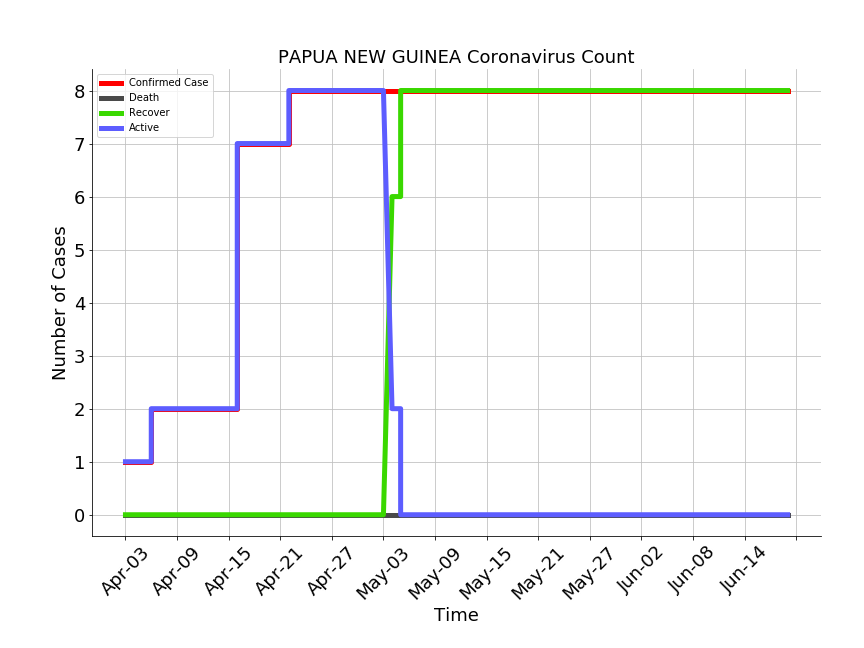 PAPUA NEW GUINEA Coronavirus Count
Confirmed Case
Death
Recover
Active
8
7
6
5
4
3
2
1
0
Number of Cases
Apr-03
Apr-09
Apr-15
Apr-21
Apr-27
May-03
May-09
May-15
May-21
May-27
Jun-02
Jun-08
Jun-14
Time